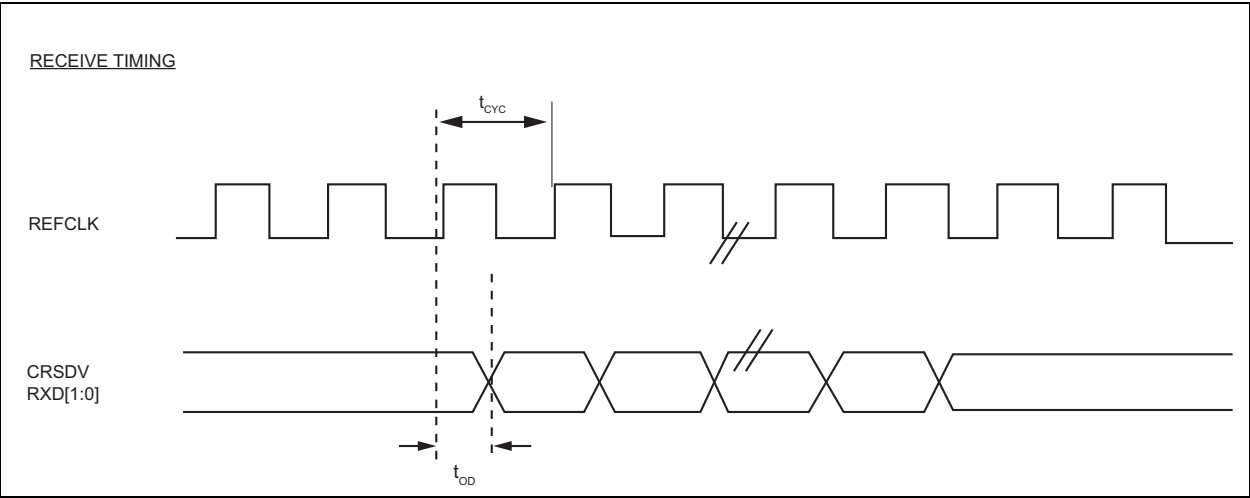 RECEIVE TIMING
tCYC
REFCLK
CRSDV
RXD[1:0]
tOD